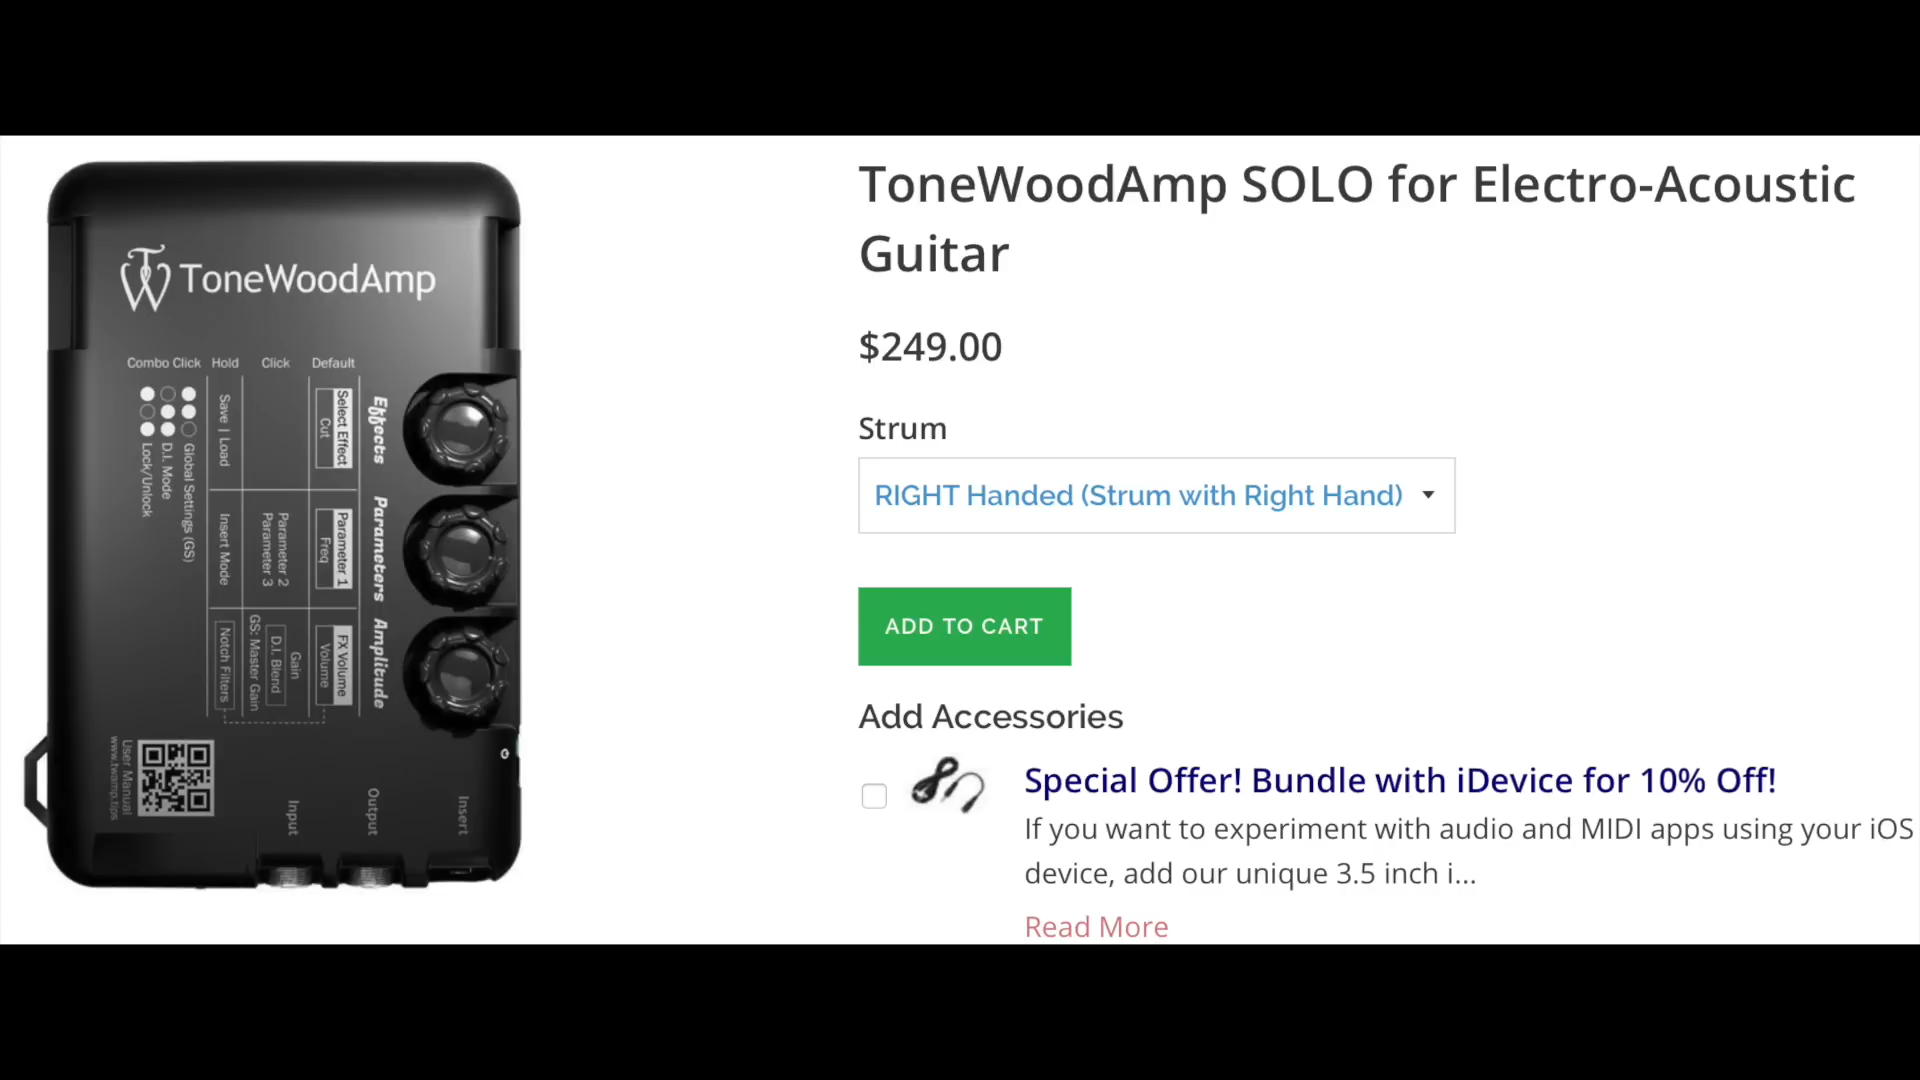 TW ToneWoodAmp
Combo Click Hold Click Default
Effects
Select Effect
Cut
Save | Load
Global Settings (GS)
D.I. Mode
Lock/Unlock
Parameters
Parameter 1
Freq
Parameter 2
Parameter 3
Insert Mode
Amplitude
FX Volume
Volume
Gain
D.I. Blend
GS: Master Gain
Notch Filters
User Manual
www.twamp.tips
Input
Output
Insert
ToneWoodAmp SOLO for Electro-Acoustic
Guitar
$249.00
Strum
RIGHT Handed (Strum with Right Hand)
ADD TO CART
Add Accessories
Special Offer! Bundle with iDevice for 10% Off!
If you want to experiment with audio and MIDI apps using your iOS
device, add our unique 3.5 inch i...
Read More